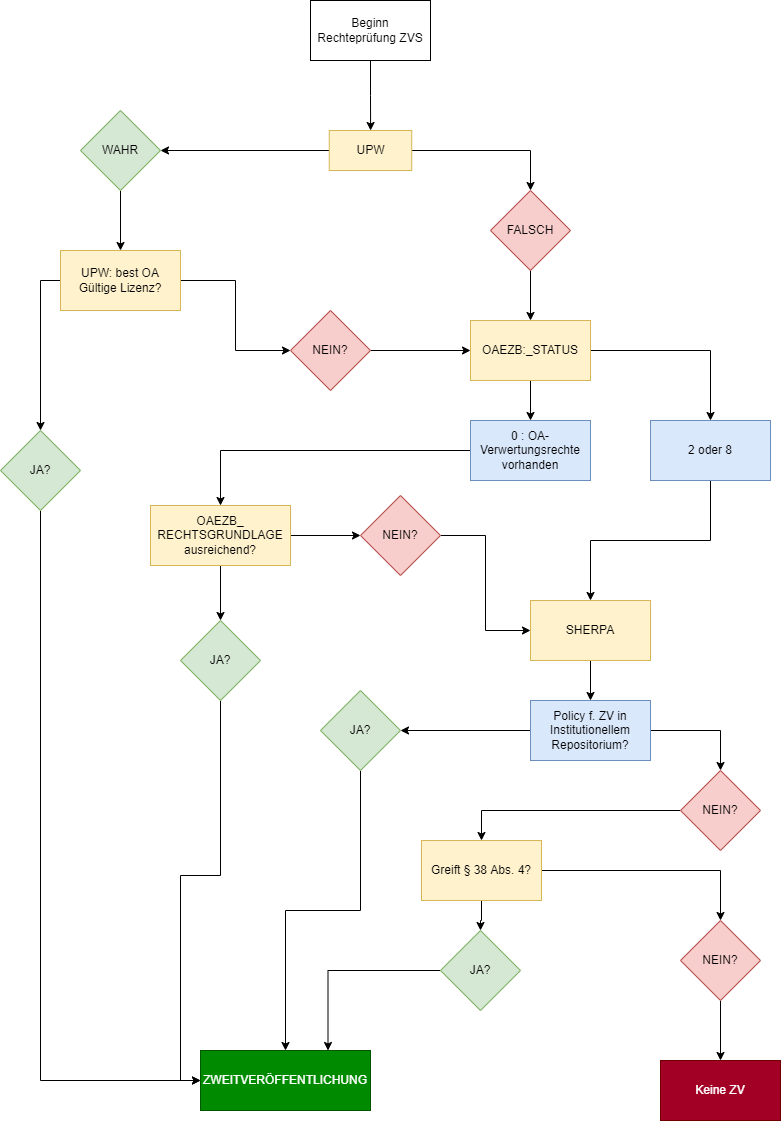 Beginn
Rechteprüfung ZVS
WAHR
UPW
FALSCH
UPW: best OA
Gültige Lizenz?
NEIN?
OAEZB:_STATUS
JA?
0 : OA-
Verwertungsrechte
vorhanden
2 oder 8
OAEZB_
RECHTSGRUNDLAGE
ausreichend?
NEIN?
JA?
SHERPA
JA?
Policy f. ZV in
Institutionellem
Repositorium?
NEIN?
Greift § 38 Abs. 4?
JA?
NEIN?
ZWEITVERÖFFENTLICHUNG
Keine ZV